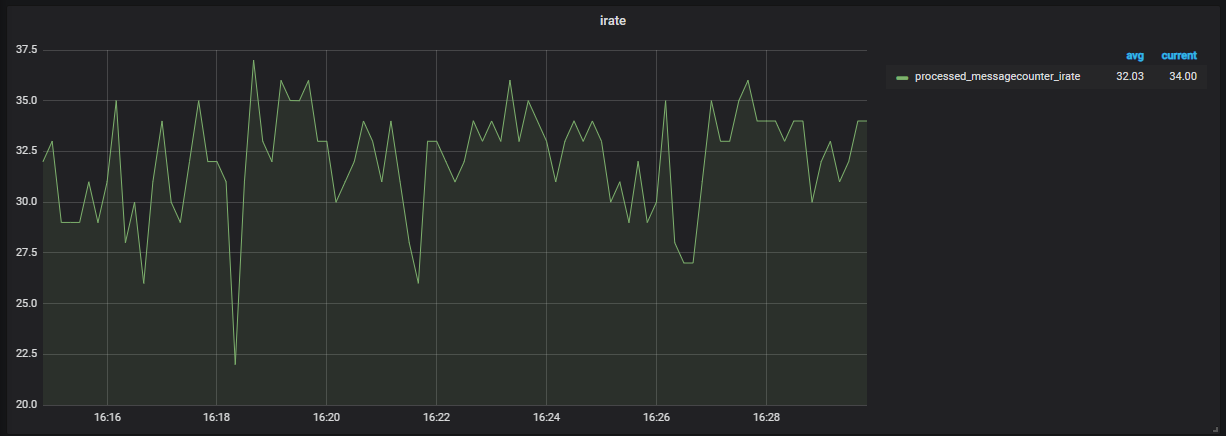 irate
37.5
35.0
32.5
30.0
27.5
25.0
22.5
20.0
16:16 16:18 16:20 16:22 16:24 16:26 16:28
avg current
processed_messagecounter_irate 32.03 34.00